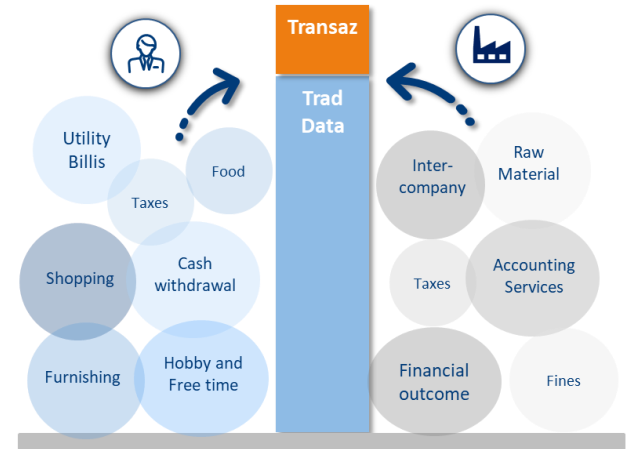 Transaz
Trad
Data
Utility
Billis
Food
Taxes
Shopping
Cash
withdrawal
Furnishing
Hobby and
Free time
Inter-
company
Raw
Material
Taxes
Accounting
Services
Financial
outcome
Fines